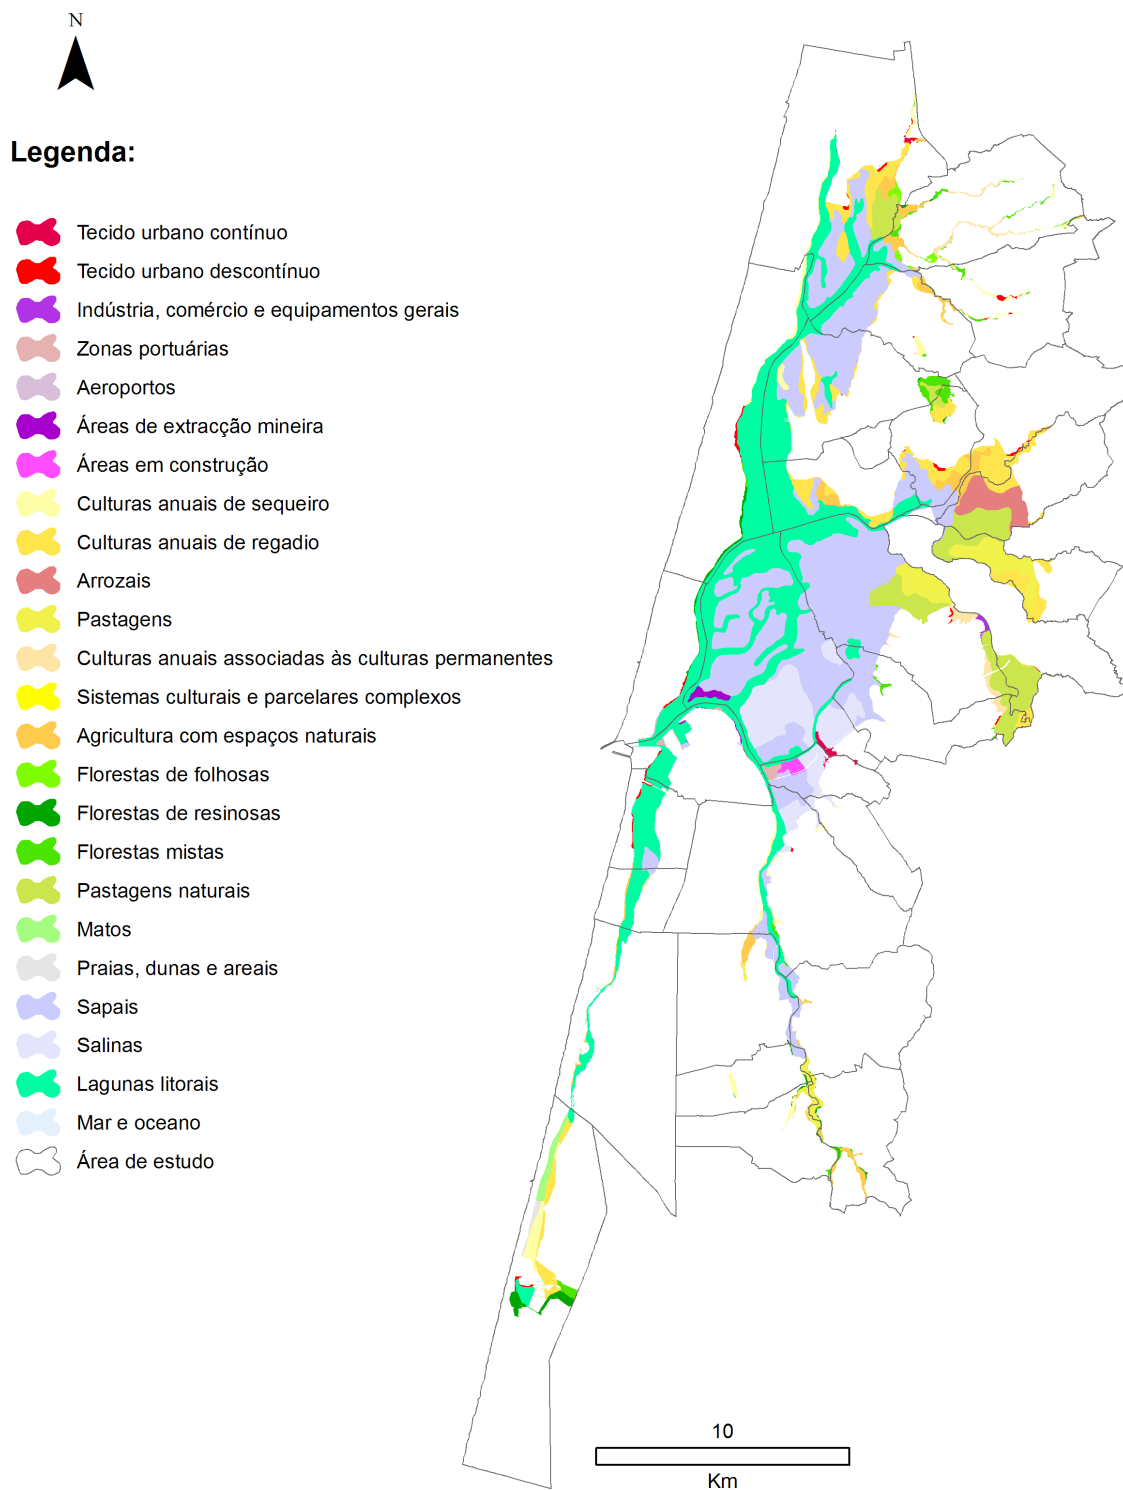 N
Legenda:
Tecido urbano contínuo
Tecido urbano descontínuo
Indústria, comércio e equipamentos gerais
Zonas portuárias
Aeroportos
Áreas de extracção mineira
Áreas em construção
Culturas anuais de sequeiro
Culturas anuais de regadio
Arrozais
Pastagens
Culturas anuais associadas às culturas permanentes
Sistemas culturais e parcelares complexos
Agricultura com espaços naturais
Florestas de folhosas
Florestas de resinosas
Florestas mistas
Pastagens naturais
Matos
Praias, dunas e areais
Sapais
Salinas
Lagunas litorais
Mar e oceano
Área de estudo
10
Km